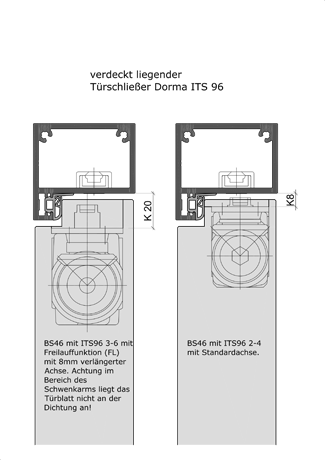 verdeckt liegender
Türschließer Dorma ITS 96
K 20
K8
BS46 mit ITS96 3-6 mit
Freilauffunktion (FL)
mit 8mm verlängerter
Achse. Achtung im
Bereich des
Schwenkarms liegt das
Türblatt nicht an der
Dichtung an!
BS46 mit ITS96 2-4
mit Standardachse.